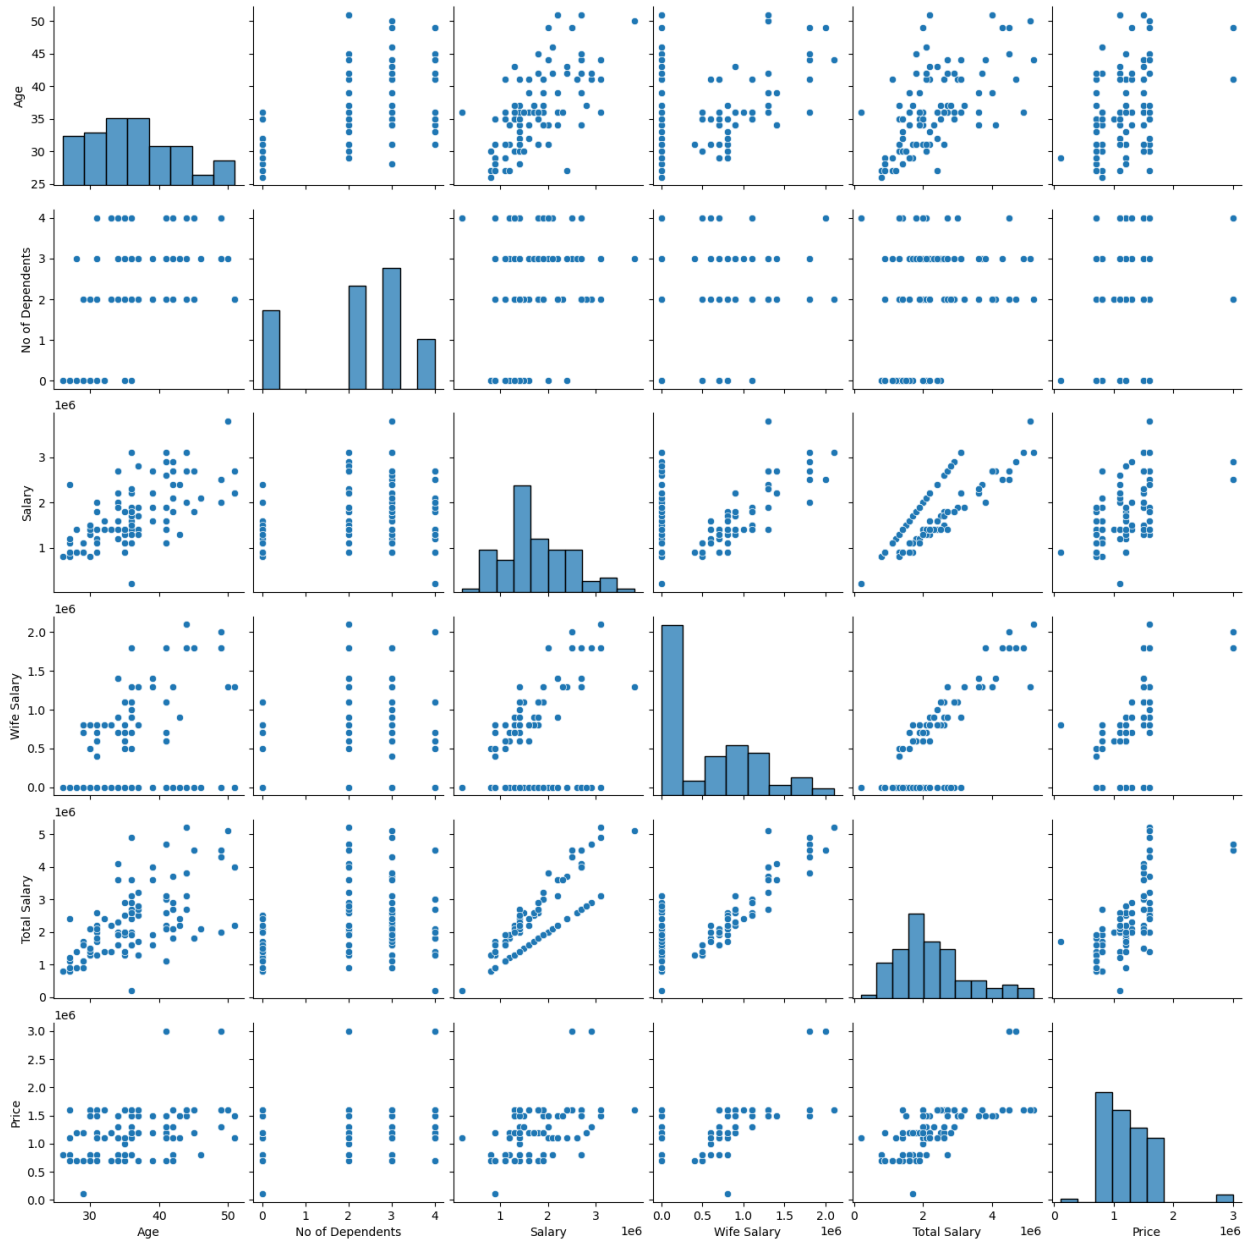 50
45
40
35
30
25
Age
4
3
2
1
0
No of Dependents
1e6
3
2
1
Salary
1e6
2.0
1.5
1.0
0.5
0.0
Wife Salary
1e6
5
4
3
2
1
0
Total Salary
1e6
3.0
2.5
2.0
1.5
1.0
0.5
0.0
Price
30 40 50 0 1 2 3 4 1 2 3 0.0 0.5 1.0 1.5 2.0 0 2 4 0 1 2 3
1e6 1e6 1e6 1e6
Age No of Dependents Salary Wife Salary Total Salary Price